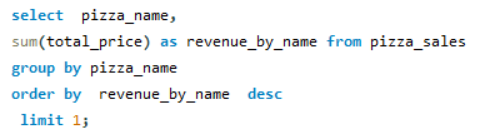 select  pizza_name,
sum(total_price) as revenue_by_name from pizza_sales
group by pizza_name
order by  revenue_by_name  desc
limit 1;